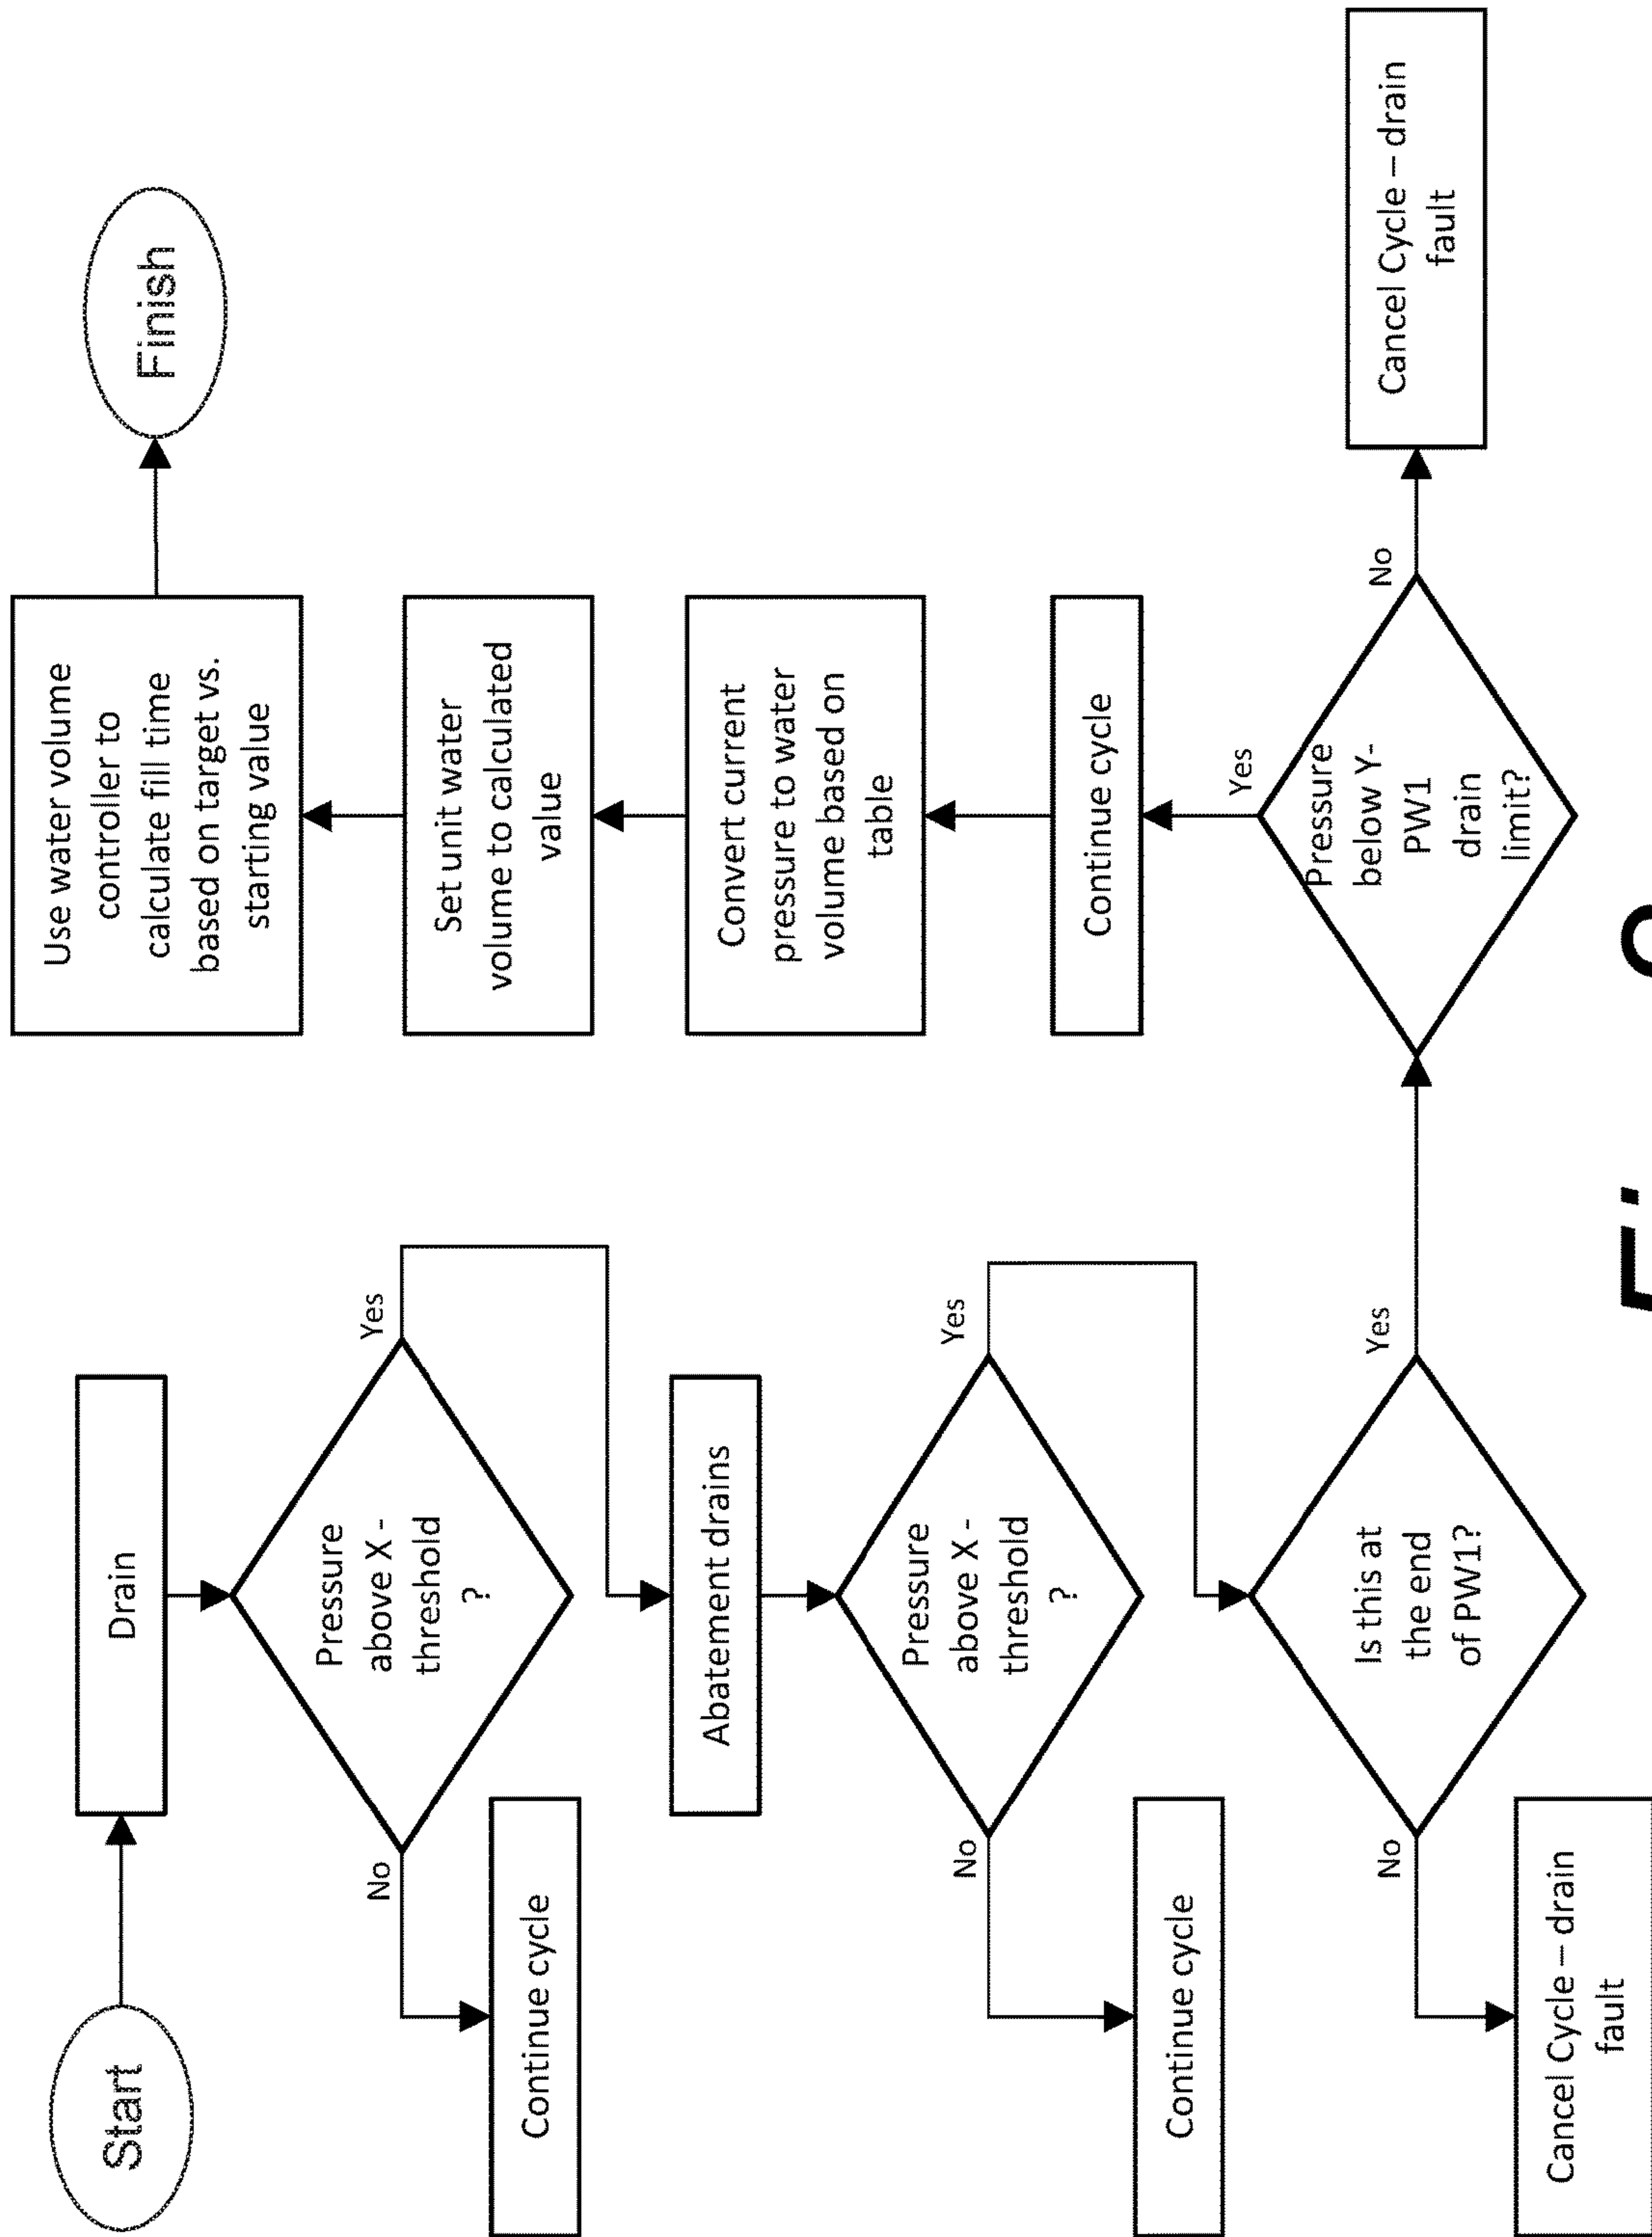 Start
Drain
Pressure
above X -
threshold
?
No
Yes
Continue cycle
Abatement drains
Pressure
above X -
threshold
?
No
Yes
Continue cycle
Is this at
the end
of PW1?
No
Yes
Cancel Cycle – drain
fault
Pressure
below Y-
PW1
drain
limit?
Yes
No
Cancel Cycle – drain
fault
Continue cycle
Convert current
pressure to water
volume based on
table
Set unit water
volume to calculated
value
Use water volume
controller to
calculate fill time
based on target vs.
starting value
Finish